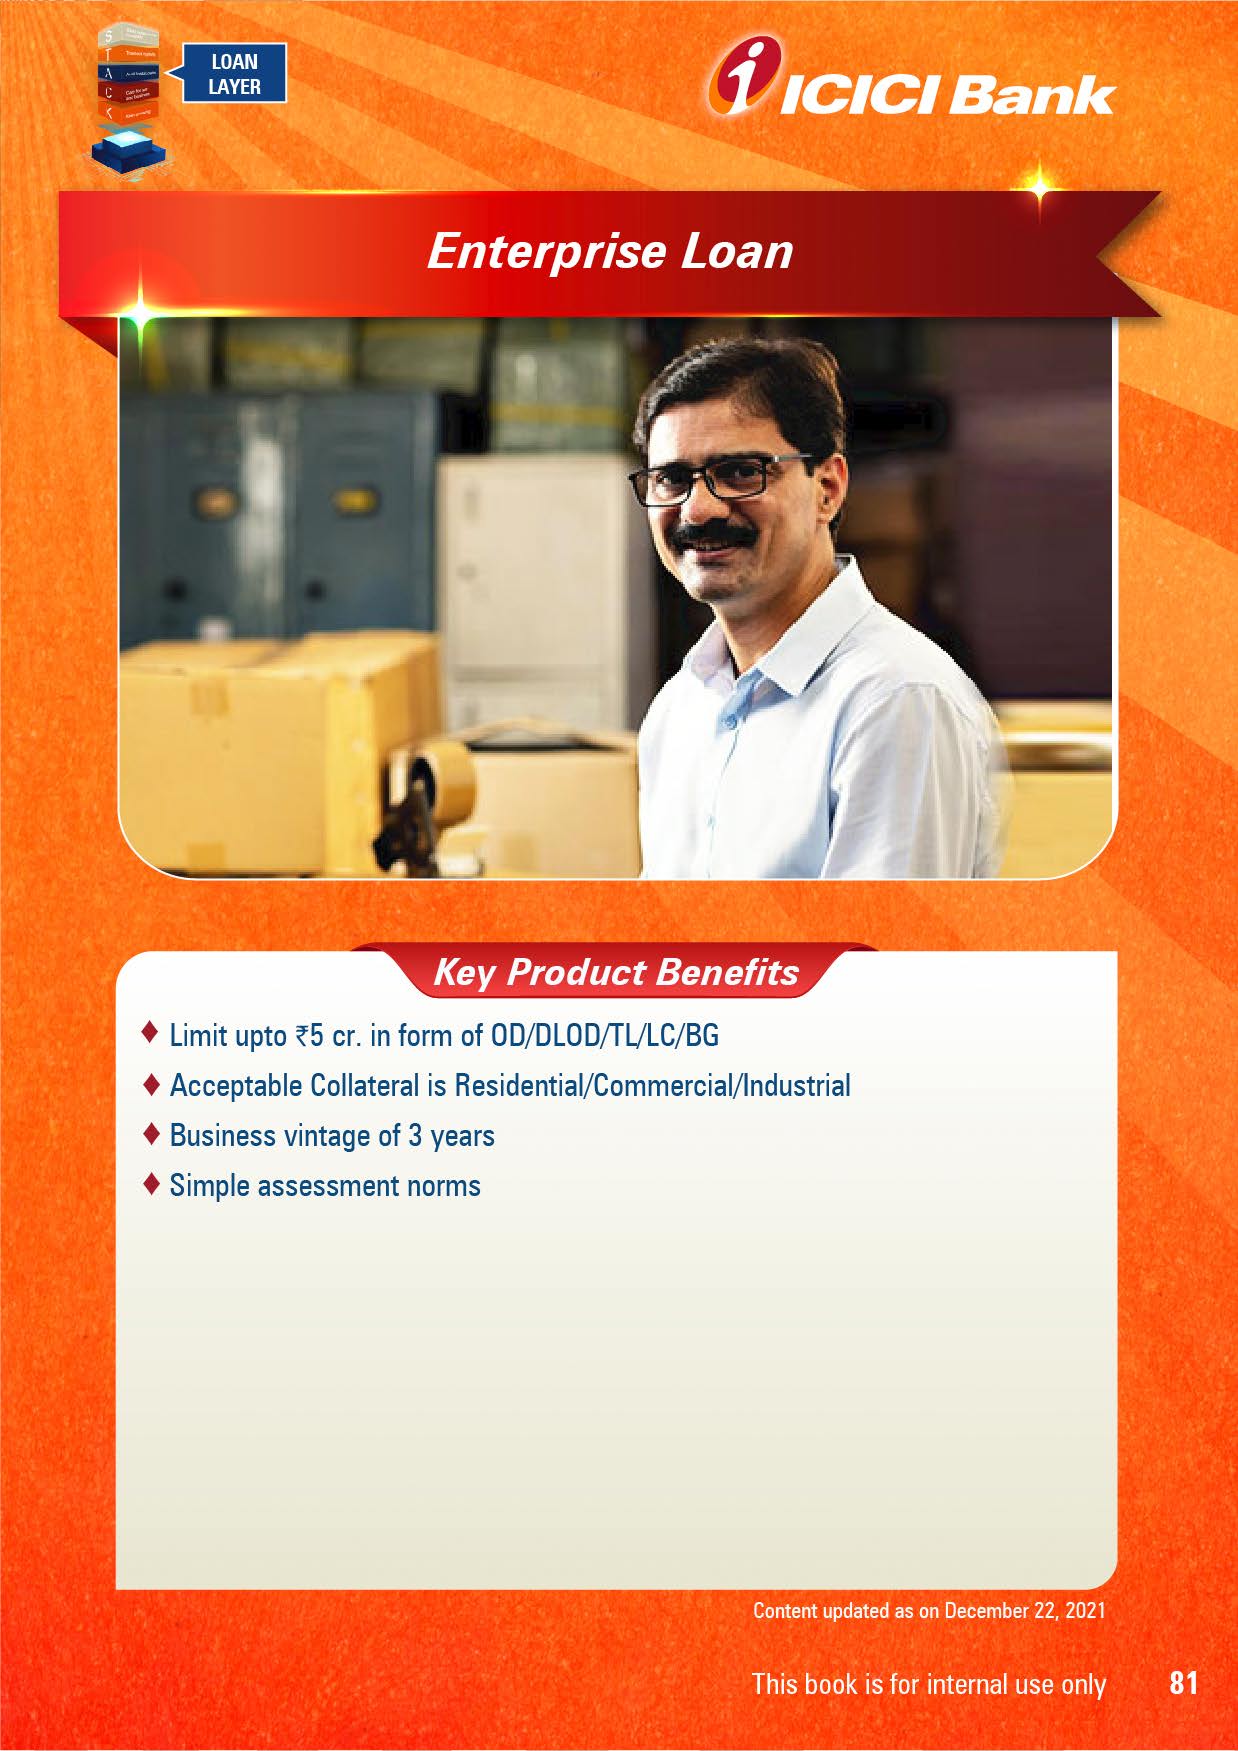 S
T
A
C
K
LOAN
LAYER
i ICICI Bank
Enterprise Loan
Key Product Benefits
♦ Limit upto ₹5 cr. in form of OD/DLOD/TL/LC/BG
♦ Acceptable Collateral is Residential/Commercial/Industrial
♦ Business vintage of 3 years
♦ Simple assessment norms
Content updated as on December 22, 2021
This book is for internal use only 81